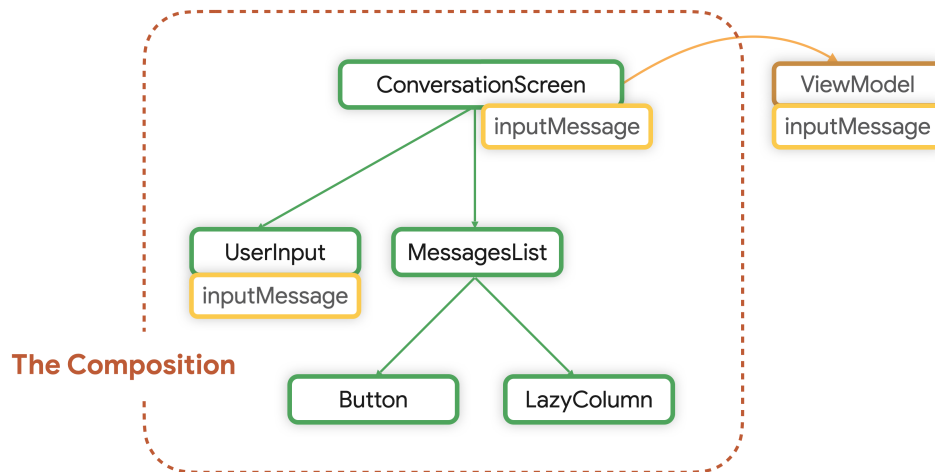 ConversationScreen
inputMessage
ViewModel
inputMessage
UserInput
inputMessage
MessagesList
The Composition
Button
LazyColumn